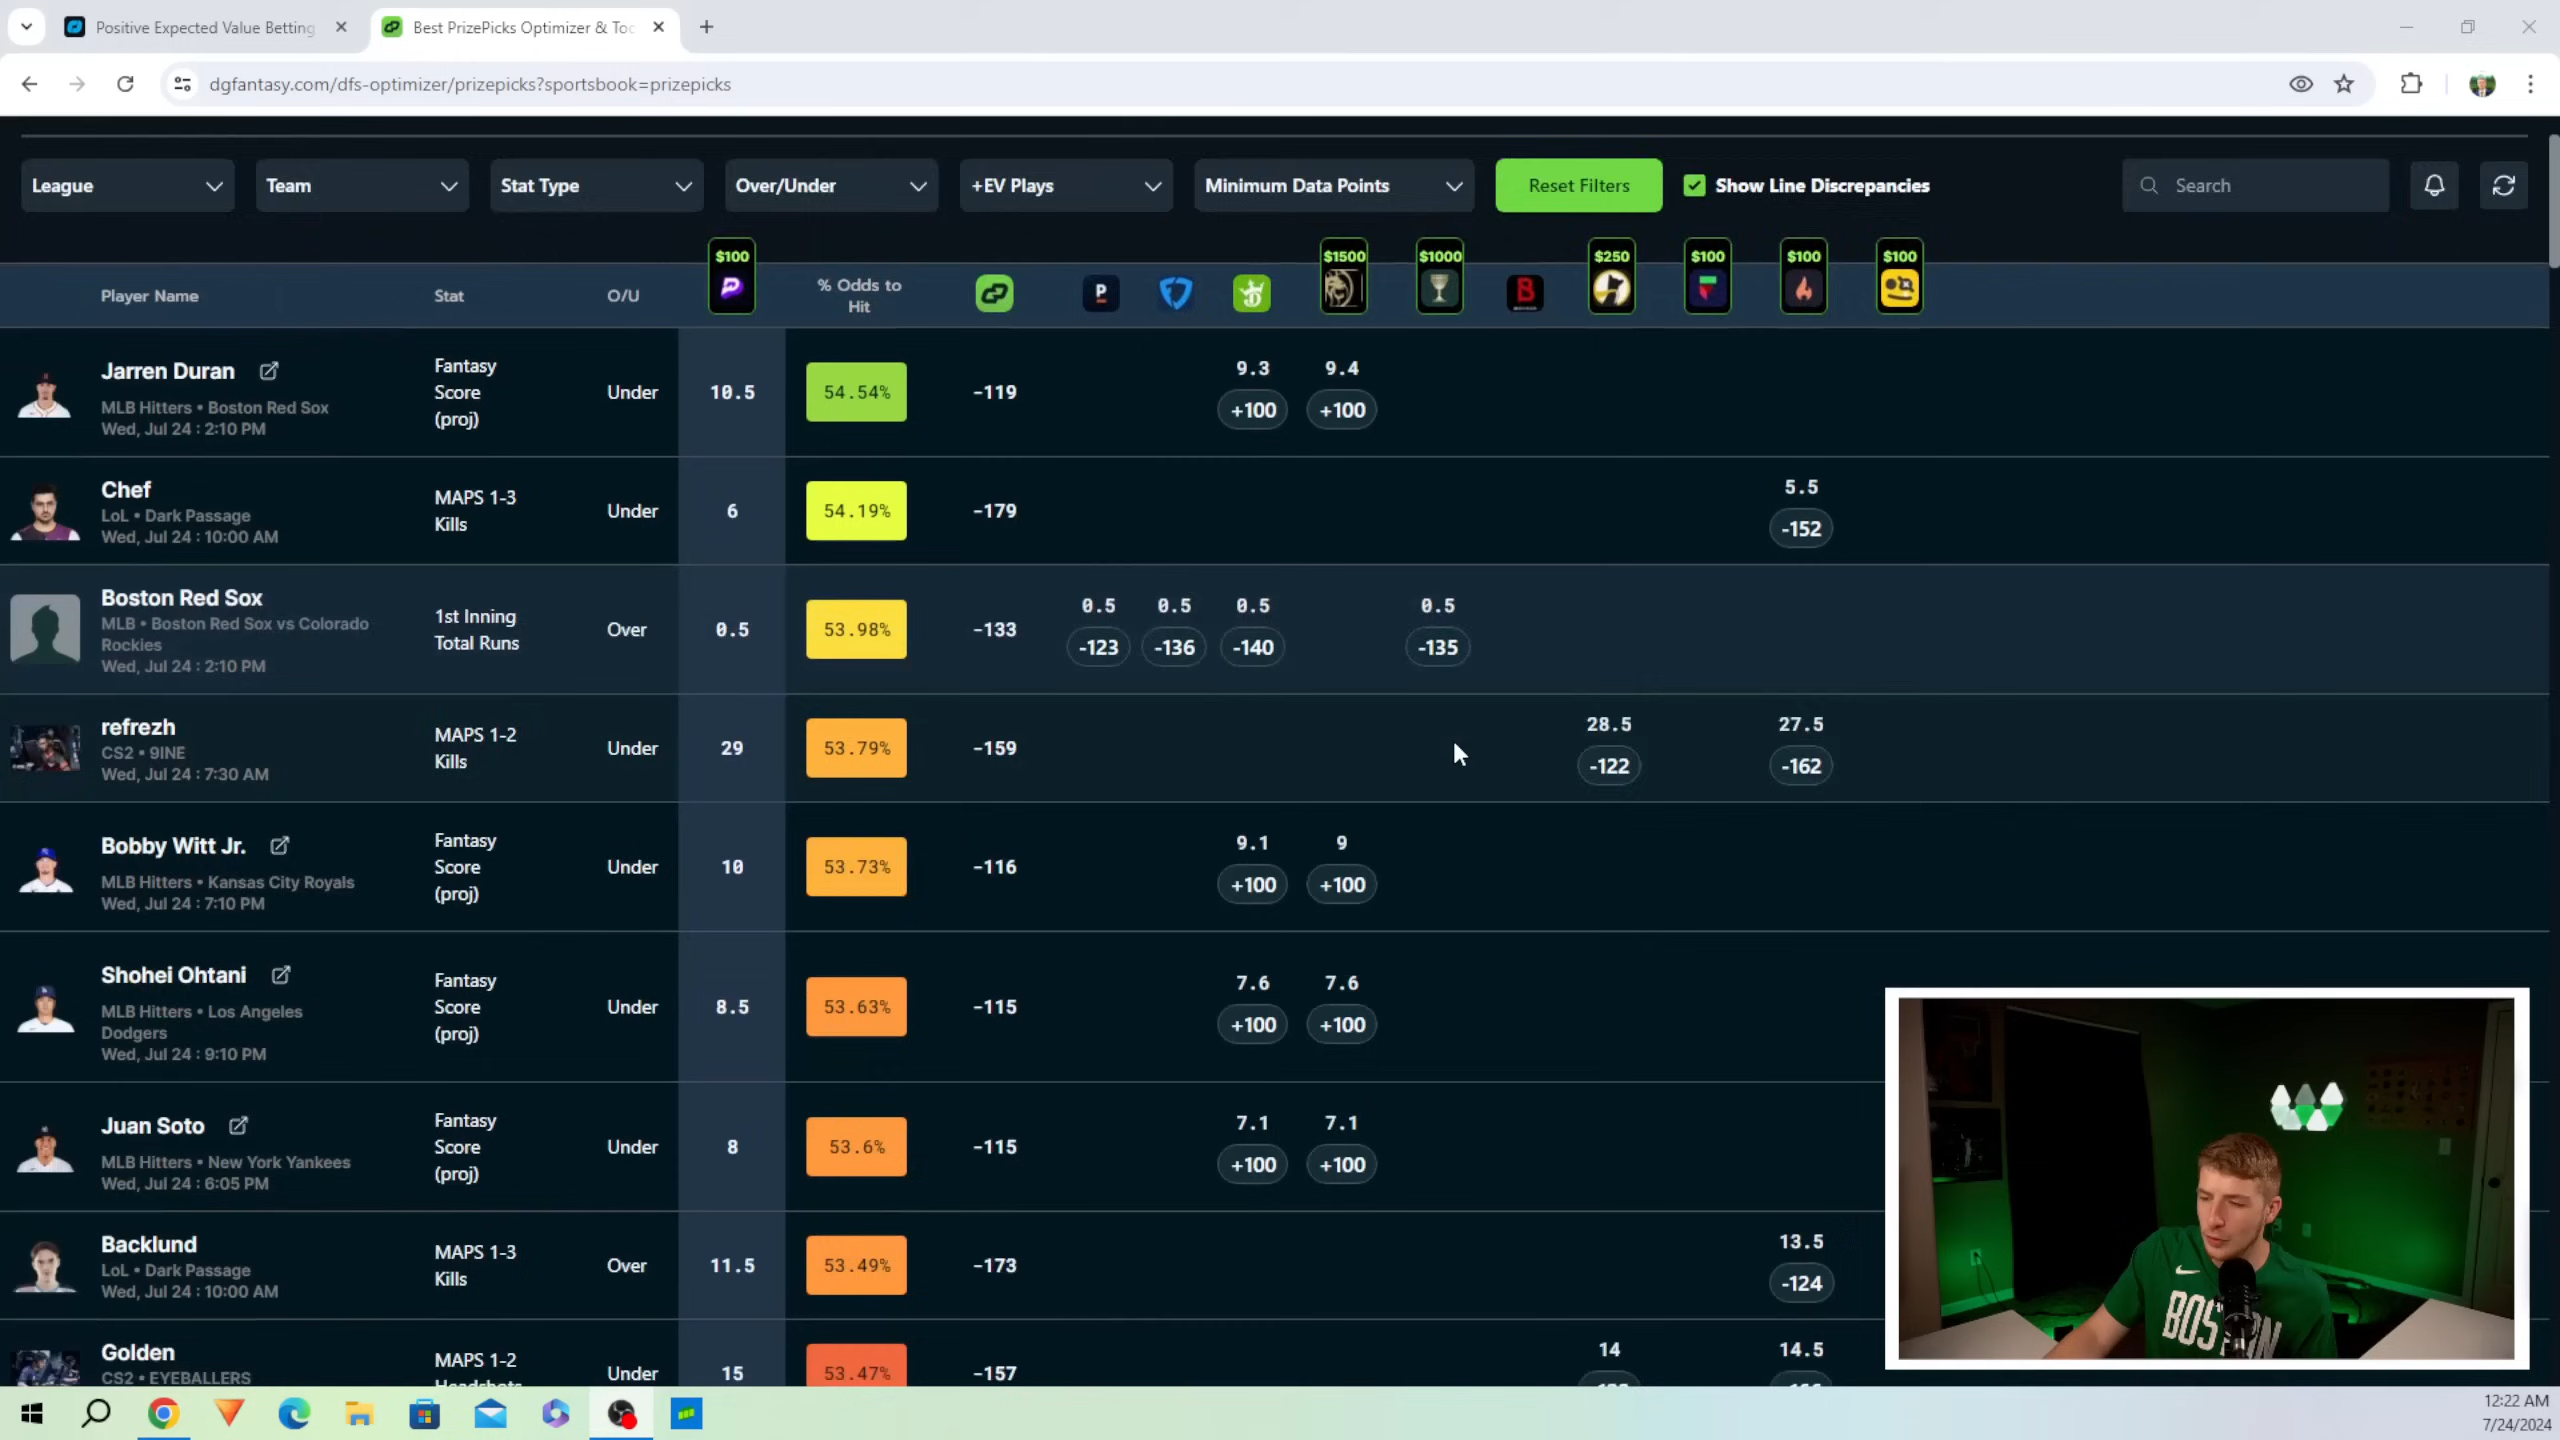 Positive Expected Value Betting
Best PrizePicks Optimizer & Too
dgfantasy.com/dfs-optimizer/prizepicks?sportsbook=prizepicks
League Team Stat Type Over/Under +EV Plays Minimum Data Points Reset Filters Show Line Discrepancies Search
$100 $1500 $1000 $250 $100 $100 $100
Player Name Stat O/U % Odds to Hit
Jarren Duran
MLB Hitters • Boston Red Sox
Wed, Jul 24 : 2:10 PM
Fantasy
Score
(proj)
Under 10.5 54.54% -119
9.3 9.4
+100 +100
Chef
LoL • Dark Passage
Wed, Jul 24 : 10:00 AM
MAPS 1-3
Kills
Under 6 54.19% -179
5.5
-152
Boston Red Sox
MLB • Boston Red Sox vs Colorado
Rockies
Wed, Jul 24 : 2:10 PM
1st Inning
Total Runs
Over 0.5 53.98% -133
0.5 0.5 0.5 0.5
-123 -136 -140 -135
refrezh
CS2 • 9INE
Wed, Jul 24 : 7:30 AM
MAPS 1-2
Kills
Under 29 53.79% -159
28.5 27.5
-122 -162
Bobby Witt Jr.
MLB Hitters • Kansas City Royals
Wed, Jul 24 : 7:10 PM
Fantasy
Score
(proj)
Under 10 53.73% -116
9.1 9
+100 +100
Shohei Ohtani
MLB Hitters • Los Angeles
Dodgers
Wed, Jul 24 : 9:10 PM
Fantasy
Score
(proj)
Under 8.5 53.63% -115
7.6 7.6
+100 +100
Juan Soto
MLB Hitters • New York Yankees
Wed, Jul 24 : 6:05 PM
Fantasy
Score
(proj)
Under 8 53.6% -115
7.1 7.1
+100 +100
Backlund
LoL • Dark Passage
Wed, Jul 24 : 10:00 AM
MAPS 1-3
Kills
Over 11.5 53.49% -173
13.5
-124
Golden
CS2 • EYEBALLERS
MAPS 1-2
Headshots
Under 15 53.47% -157
14 14.5
12:22 AM
7/24/2024